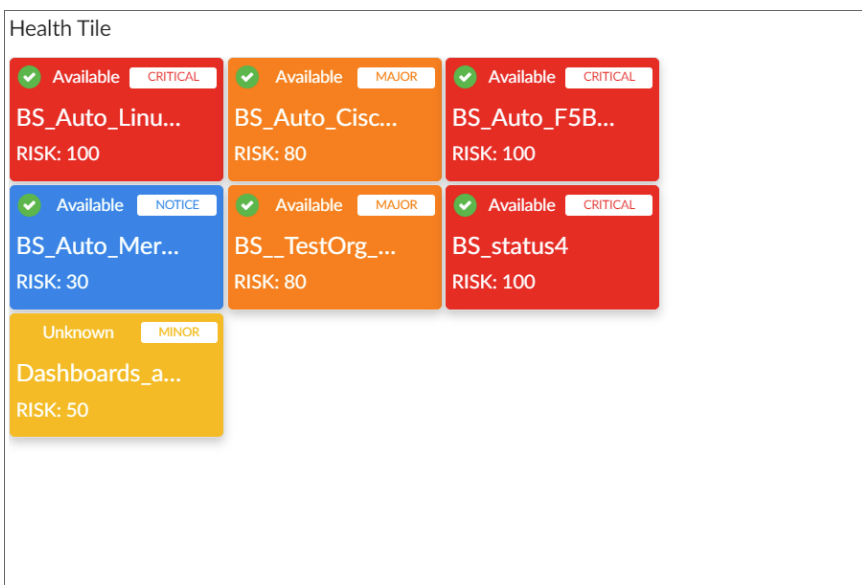 Health Tile
Available CRITICAL
BS_Auto_Linu...
RISK: 100
Available MAJOR
BS_Auto_Cisc...
RISK: 80
Available CRITICAL
BS_Auto_F5B...
RISK: 100
Available NOTICE
BS_Auto_Mer...
RISK: 30
Available MAJOR
BS__TestOrg_...
RISK: 80
Available CRITICAL
BS_status4
RISK: 100
Unknown MINOR
Dashboards_a...
RISK: 50